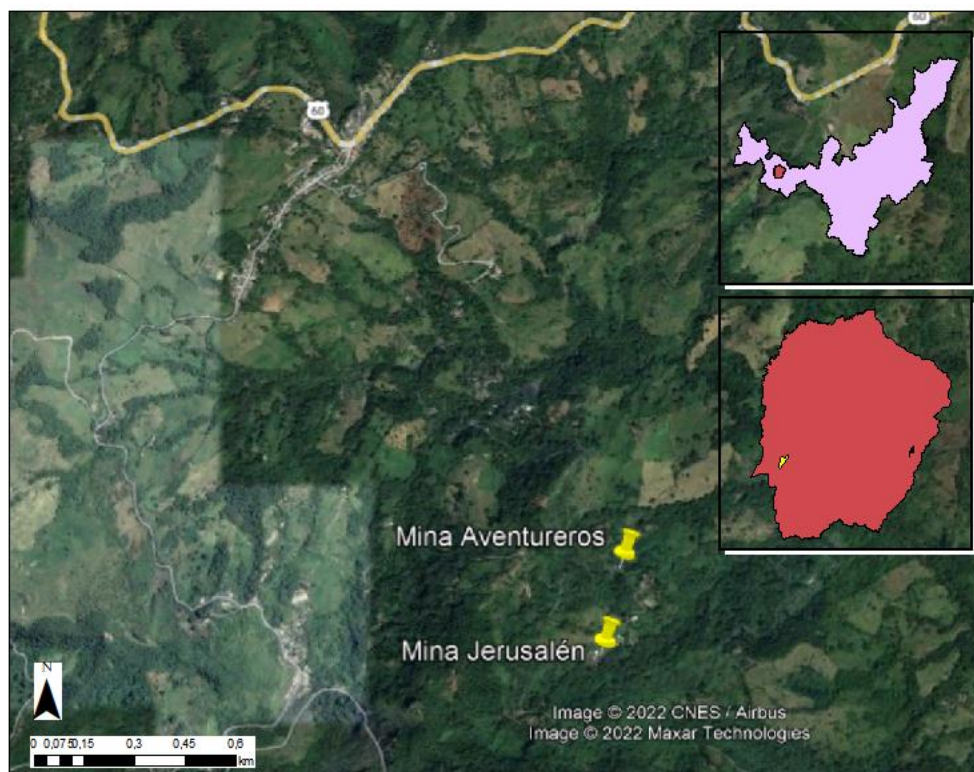 60
60
Mina Aventureros
Mina Jerusalén
N
0 0,075 0,15 0,3 0,45 0,6
km
Image © 2022 CNES / Airbus
Image © 2022 Maxar Technologies